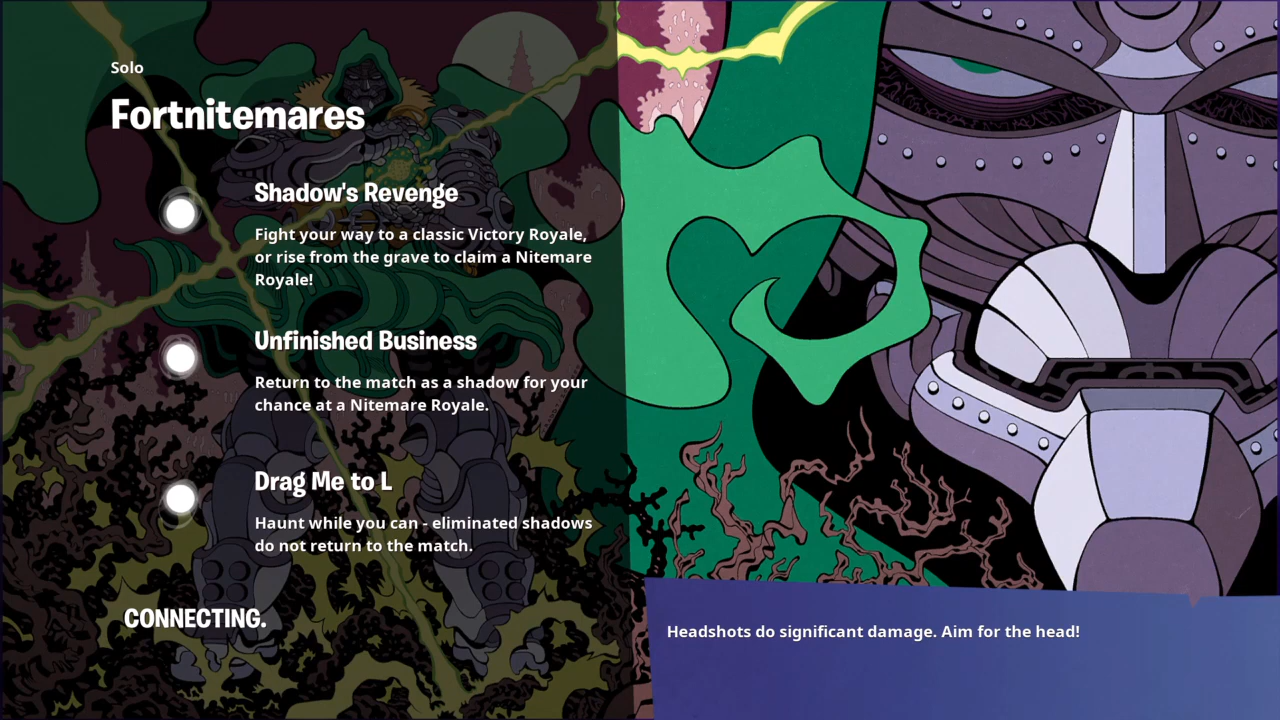 Solo
Fortnitemares
Shadow's Revenge
Fight your way to a classic Victory Royale,
or rise from the grave to claim a Nitemare
Royale!
Unfinished Business
Return to the match as a shadow for your
chance at a Nitemare Royale.
Drag Me to L
Haunt while you can - eliminated shadows
do not return to the match.
CONNECTING.
Headshots do significant damage. Aim for the head!